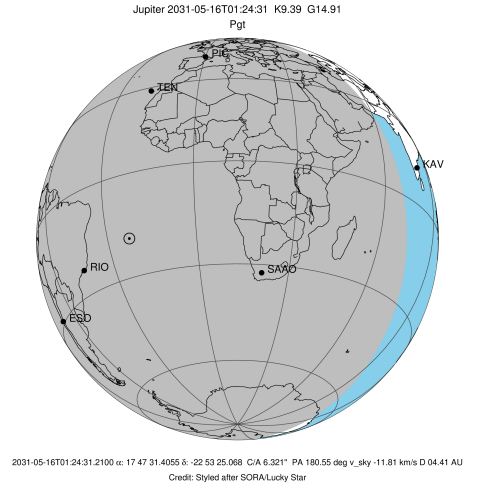 Jupiter 2031-05-16T01:24:31 K9.39 G14.91
Pgt
PIC
TEN
KAV
RIO
SAAO
ESO
2031-05-16T01:24:31.2100 α: 17 47 31.4055 δ: -22 53 25.068 C/A 6.321" PA 180.55 deg v_sky -11.81 km/s D 04.41 AU
Credit: Styled after SORA/Lucky Star